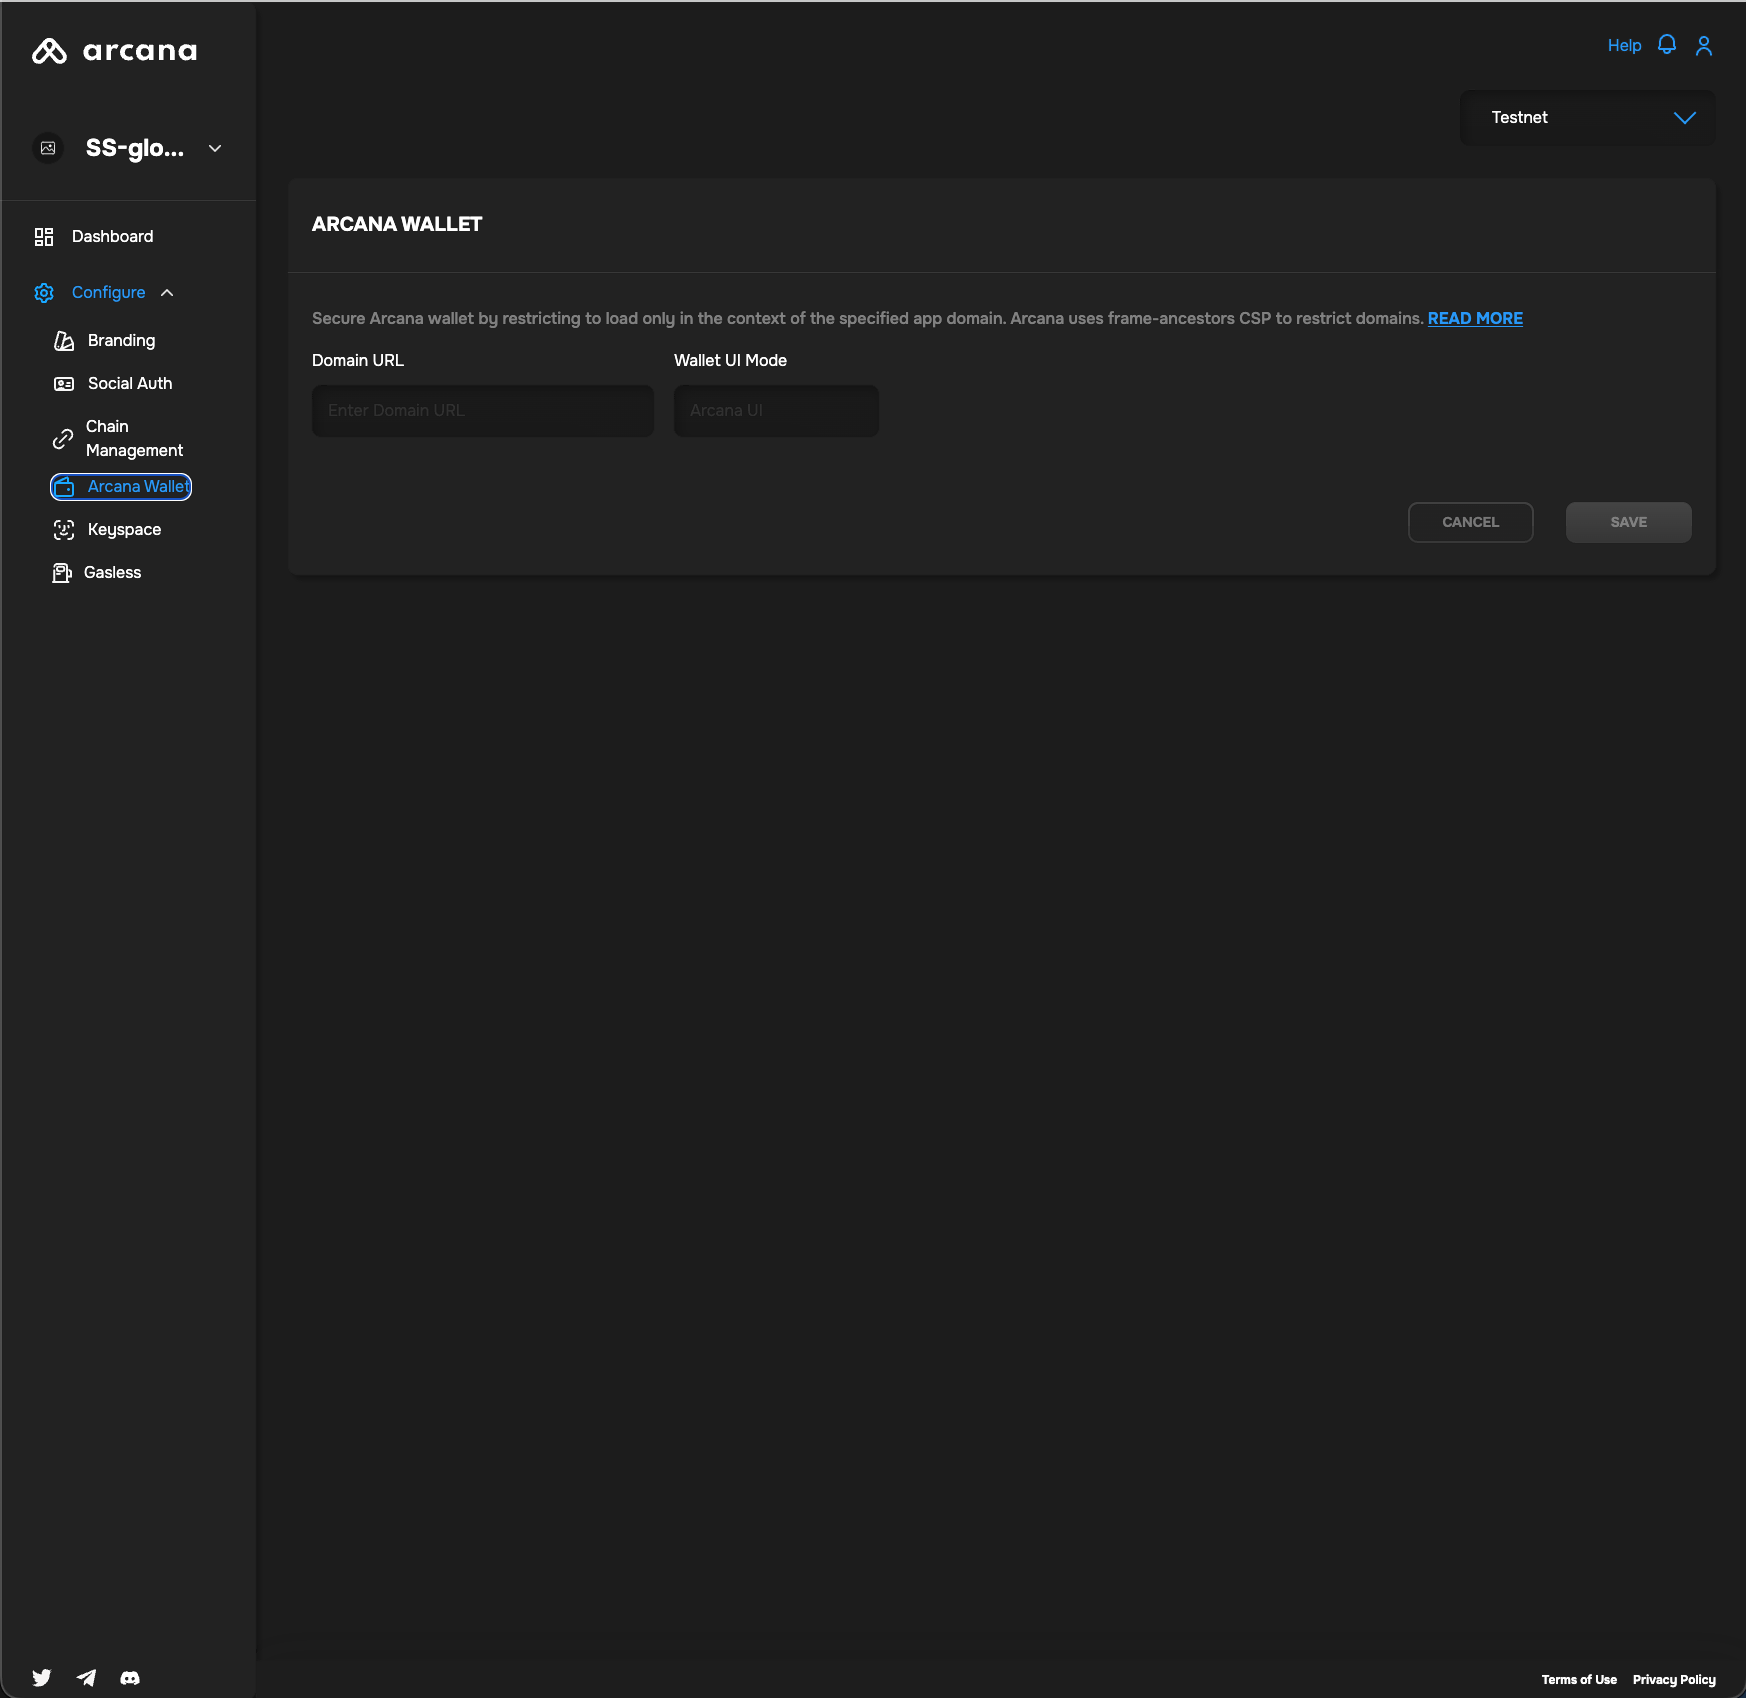 arcana
Help
SS-glo...
Testnet
Dashboard
Configure
Branding
Social Auth
Chain
Management
Arcana Wallet
Keyspace
Gasless
ARCANA WALLET
Secure Arcana wallet by restricting to load only in the context of the specified app domain. Arcana uses frame-ancestors CSP to restrict domains. READ MORE
Domain URL
Wallet UI Mode
Enter Domain URL
Arcana UI
CANCEL
SAVE
Terms of Use
Privacy Policy